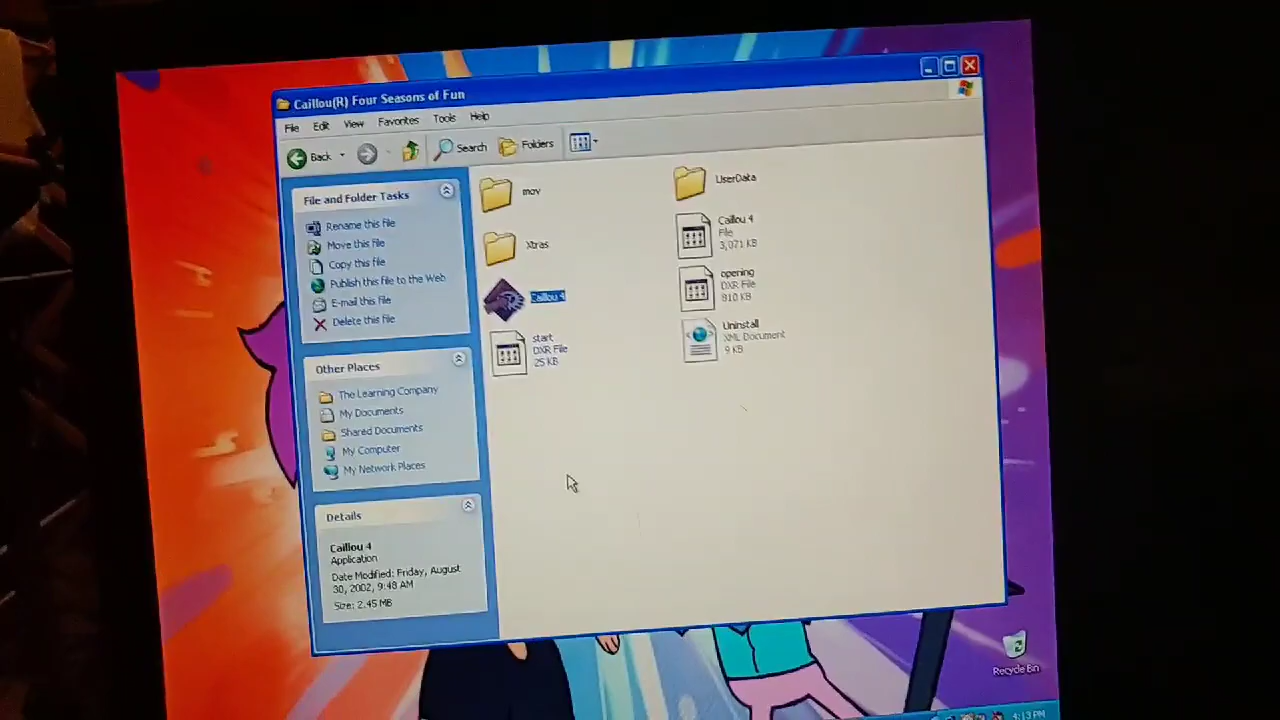 Caillou(R) Four Seasons of Fun
File Edit View Favorites Tools Help
Back Search Folders
File and Folder Tasks
Rename this file
Move this file
Copy this file
Publish this file to the Web
E-mail this file
Delete this file
Other Places
The Learning Company
My Documents
Shared Documents
My Computer
My Network Places
Details
Caillou 4
Application
Date Modified: Friday, August
30, 2002, 9:48 AM
Size: 2.45 MB
mov
Xtras
Caillou 4
start
DXR File
25 KB
UserData
Caillou 4
File
3,071 KB
opening
DXR File
810 KB
Uninstall
XML Document
9 KB
Recycle Bin
4:13 PM